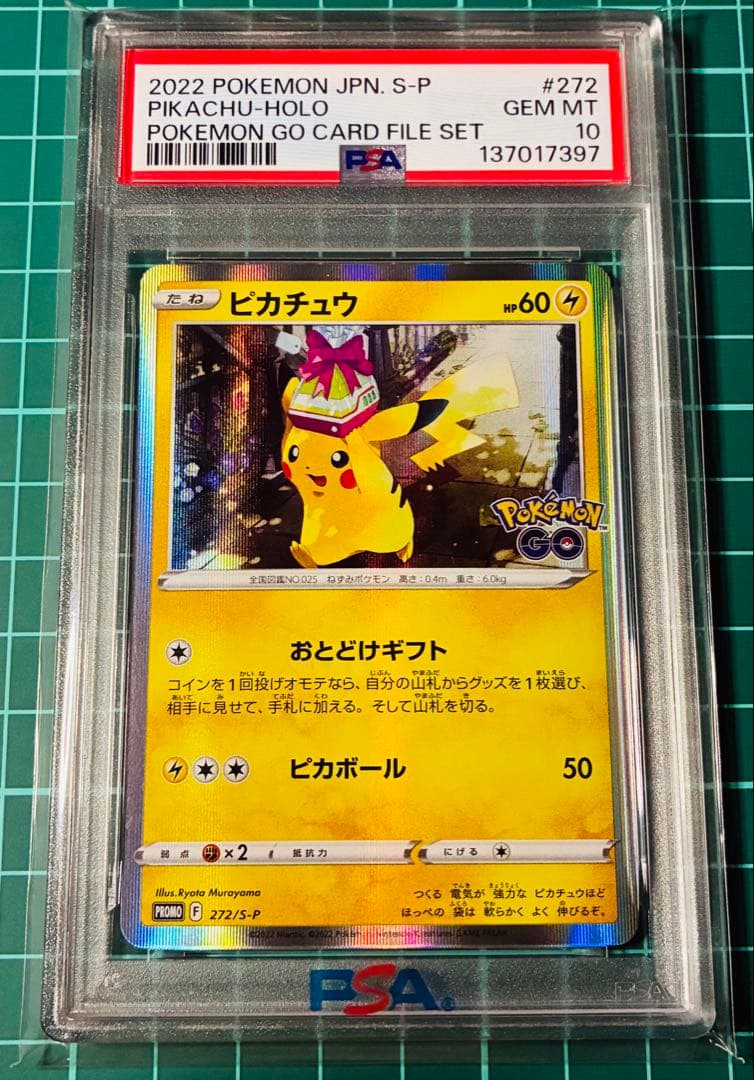 2022 POKEMON JPN. S-P #272
PIKACHU-HOLO GEM MT
POKEMON GO CARD FILE SET 10
PSA 137017397
たね ピカチュウ HP60
Pokémon GO
全国図鑑NO.025 ねずみポケモン 高さ:0.4m 重さ:6.0kg
おとどけギフト
コインを1回投げオモテなら、自分の山札からグッズを1枚選び、
相手に見せて、手札に加える。そして山札を切る。
ピカボール 50
弱点 ×2 抵抗力 にげる
Illus.Ryota Murayama
つくる 電気が 強力な ピカチュウほど
PROMO F 272/S-P
ほっぺの 袋は 軟らかく よく 伸びるぞ。
©2022 Niantic ©2022 GAME FREAK
PSA